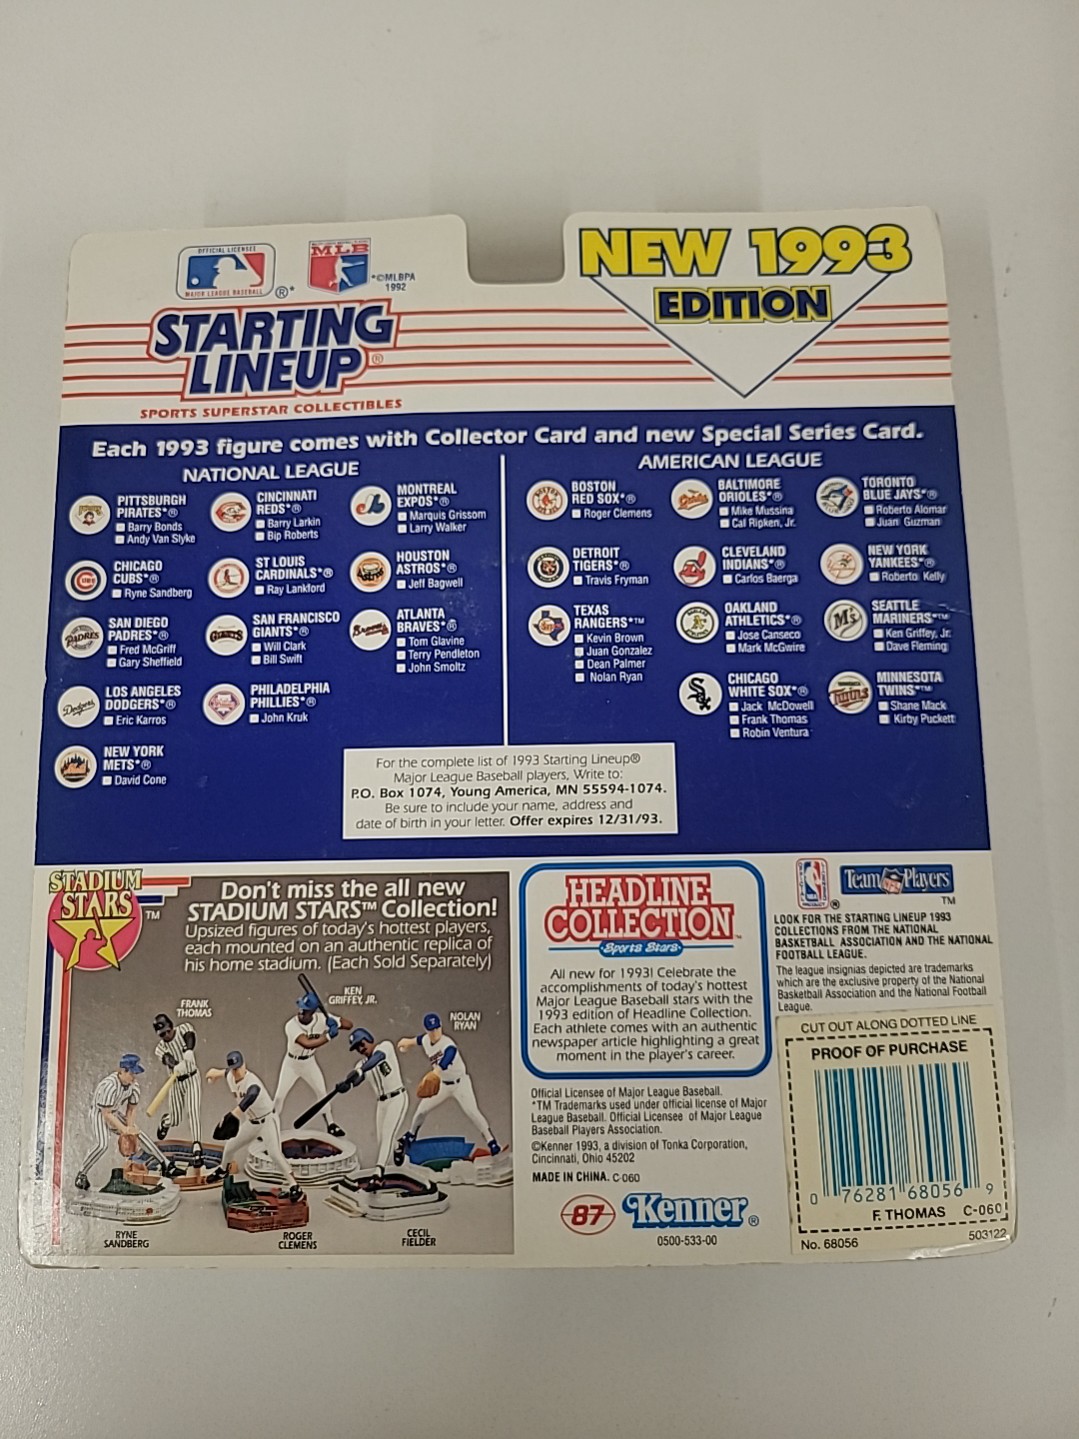 OFFICIAL LICENSEE
MAJOR LEAGUE BASEBALL
®*
MLB
*©MLBPA
1992
NEW 1993
EDITION
STARTING
LINEUP®
SPORTS SUPERSTAR COLLECTIBLES
Each 1993 figure comes with Collector Card and new Special Series Card.
NATIONAL LEAGUE
PITTSBURGH
PIRATES*®
Barry Bonds
Andy Van Slyke
CHICAGO
CUBS*®
Ryne Sandberg
SAN DIEGO
PADRES*®
Fred McGriff
Gary Sheffield
LOS ANGELES
DODGERS*®
Eric Karros
NEW YORK
METS*®
David Cone
CINCINNATI
REDS*®
Barry Larkin
Bip Roberts
ST LOUIS
CARDINALS*®
Ray Lankford
SAN FRANCISCO
GIANTS*®
Will Clark
Bill Swift
PHILADELPHIA
PHILLIES*®
John Kruk
MONTREAL
EXPOS*®
Marquis Grissom
Larry Walker
HOUSTON
ASTROS*®
Jeff Bagwell
ATLANTA
BRAVES*®
Tom Glavine
Terry Pendleton
John Smoltz
AMERICAN LEAGUE
BOSTON
RED SOX*®
Roger Clemens
DETROIT
TIGERS*®
Travis Fryman
TEXAS
RANGERS*™
Kevin Brown
Juan Gonzalez
Dean Palmer
Nolan Ryan
BALTIMORE
ORIOLES*®
Mike Mussina
Cal Ripken, Jr.
CLEVELAND
INDIANS*®
Carlos Baerga
OAKLAND
ATHLETICS*®
Jose Canseco
Mark McGwire
CHICAGO
WHITE SOX*®
Jack McDowell
Frank Thomas
Robin Ventura
TORONTO
BLUE JAYS*®
Roberto Alomar
Juan Guzman
NEW YORK
YANKEES*®
Roberto Kelly
SEATTLE
MARINERS*™
Ken Griffey, Jr.
Dave Fleming
MINNESOTA
TWINS*™
Shane Mack
Kirby Puckett
For the complete list of 1993 Starting Lineup®
Major League Baseball players, Write to:
P.O. Box 1074, Young America, MN 55594-1074.
Be sure to include your name, address and
date of birth in your letter. Offer expires 12/31/93.
STADIUM
STARS™
Don't miss the all new
STADIUM STARS™ Collection!
Upsized figures of today's hottest players,
each mounted on an authentic replica of
his home stadium. (Each Sold Separately)
FRANK
THOMAS
KEN
GRIFFEY, JR.
NOLAN
RYAN
RYNE
SANDBERG
ROGER
CLEMENS
CECIL
FIELDER
HEADLINE
COLLECTION™
Sports Stars
All new for 1993! Celebrate the
accomplishments of today's hottest
Major League Baseball stars with the
1993 edition of Headline Collection.
Each athlete comes with an authentic
newspaper article highlighting a great
moment in the player's career.
Official Licensee of Major League Baseball.
*TM Trademarks used under official license of Major
League Baseball. Official Licensee of Major League
Baseball Players Association.
©Kenner 1993, a division of Tonka Corporation,
Cincinnati, Ohio 45202
MADE IN CHINA. C-060
87
Kenner®
0500-533-00
®
Team NFL Players
TM
LOOK FOR THE STARTING LINEUP 1993
COLLECTIONS FROM THE NATIONAL
BASKETBALL ASSOCIATION AND THE NATIONAL
FOOTBALL LEAGUE.
The league insignias depicted are trademarks
which are the exclusive property of the National
Basketball Association and the National Football
League.
CUT OUT ALONG DOTTED LINE
PROOF OF PURCHASE
0 76281 68056 9
F. THOMAS C-060
No. 68056
503122